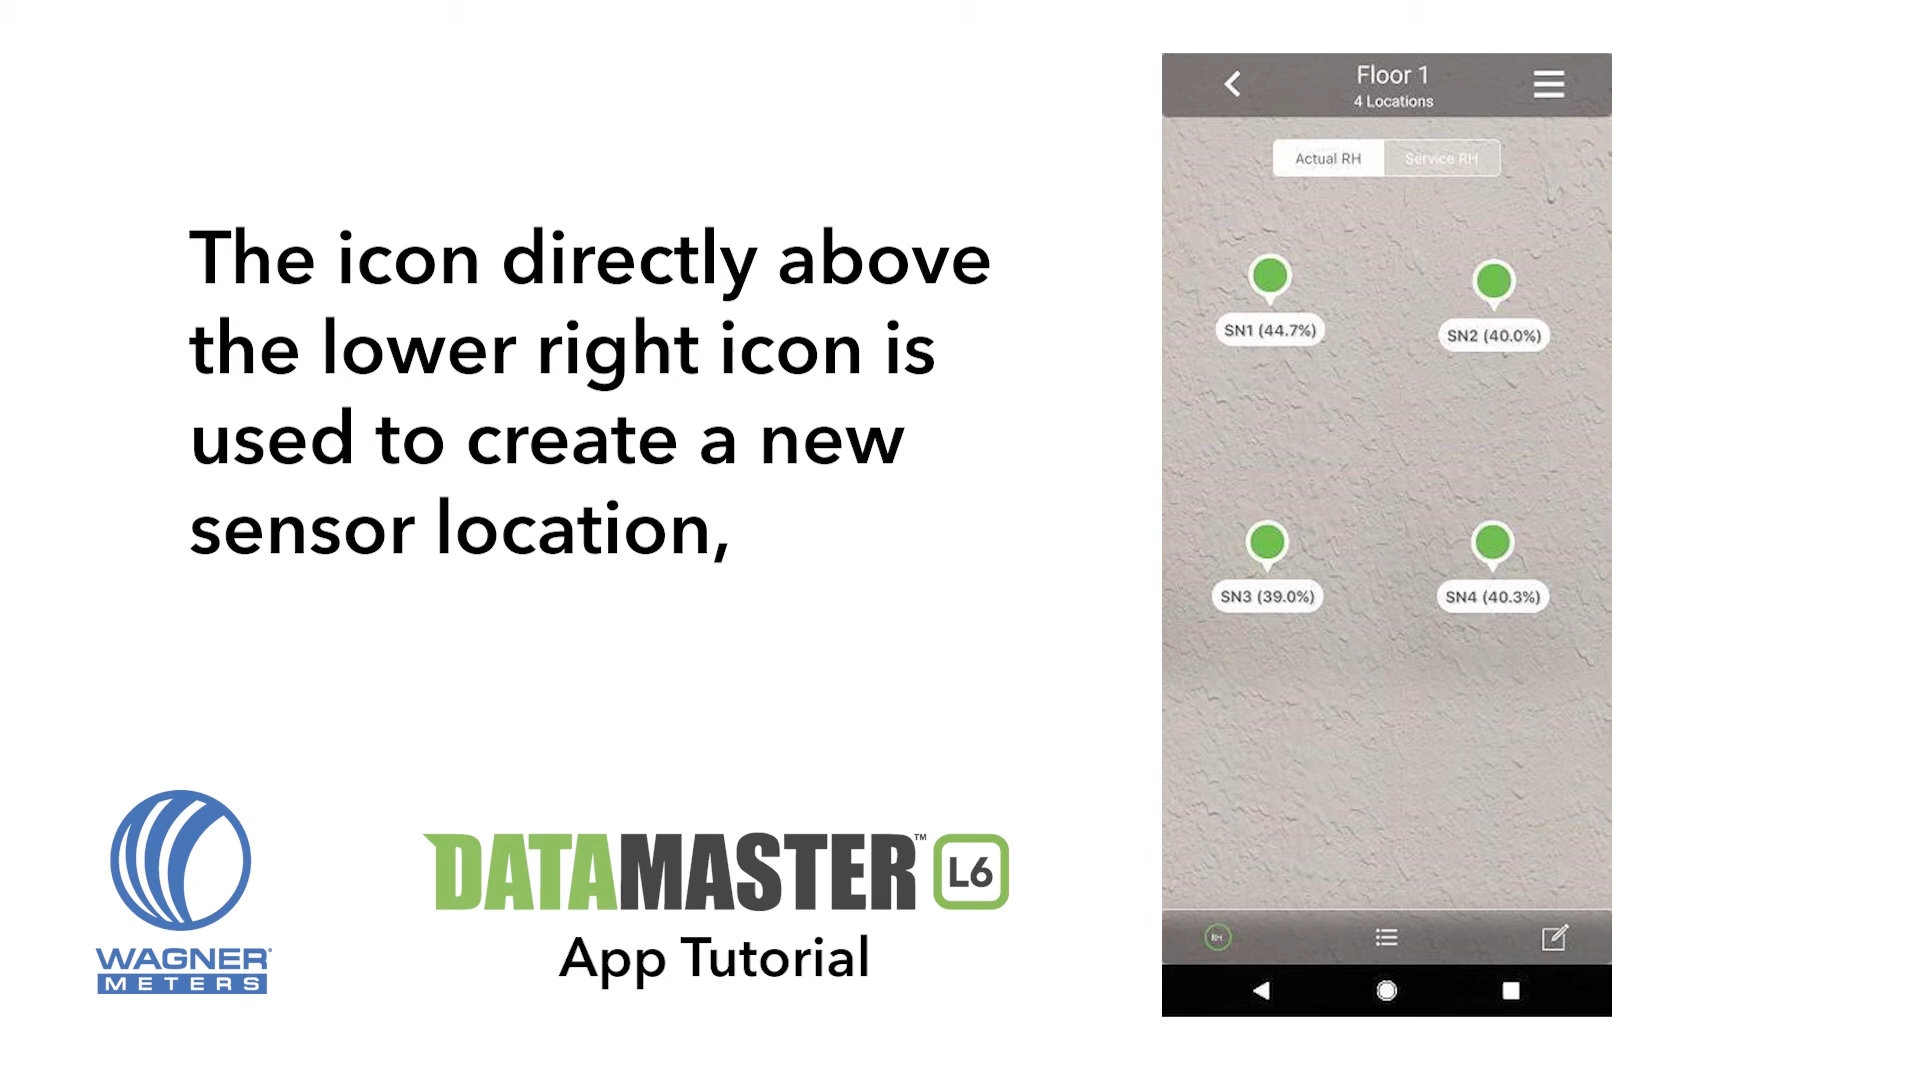 The icon directly above
the lower right icon is
used to create a new
sensor location,
WAGNER
METERS
DATAMASTER™ L6
App Tutorial
Floor 1
4 Locations
Actual RH Service RH
SN1 (44.7%)
SN2 (40.0%)
SN3 (39.0%)
SN4 (40.3%)
RH